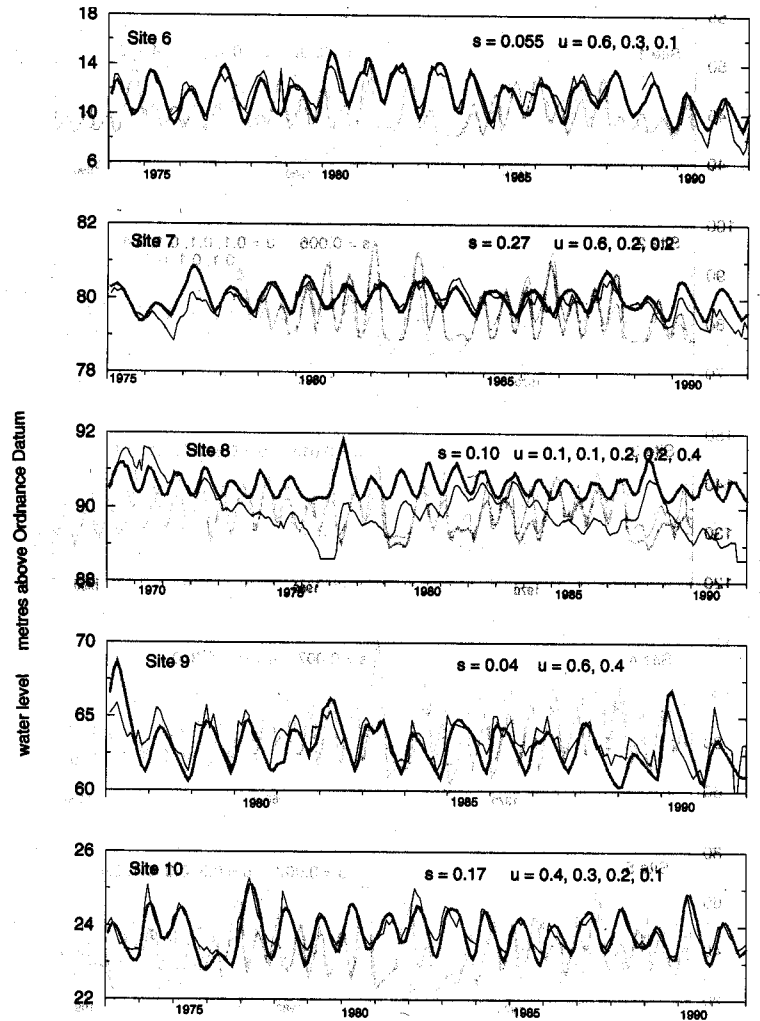 water level metres above Ordnance Datum
18
Site 6 s = 0.055 u = 0.6, 0.3, 0.1
14
10
6
1975 1980 1985 1990
82
Site 7 s = 0.27 u = 0.6, 0.2, 0.2
80
78
1975 1980 1985 1990
92
Site 8 s = 0.10 u = 0.1, 0.1, 0.2, 0.2, 0.4
90
88
1970 1975 1980 1985 1990
70
Site 9 s = 0.04 u = 0.6, 0.4
65
60
1980 1985 1990
26
Site 10 s = 0.17 u = 0.4, 0.3, 0.2, 0.1
24
22
1975 1980 1985 1990